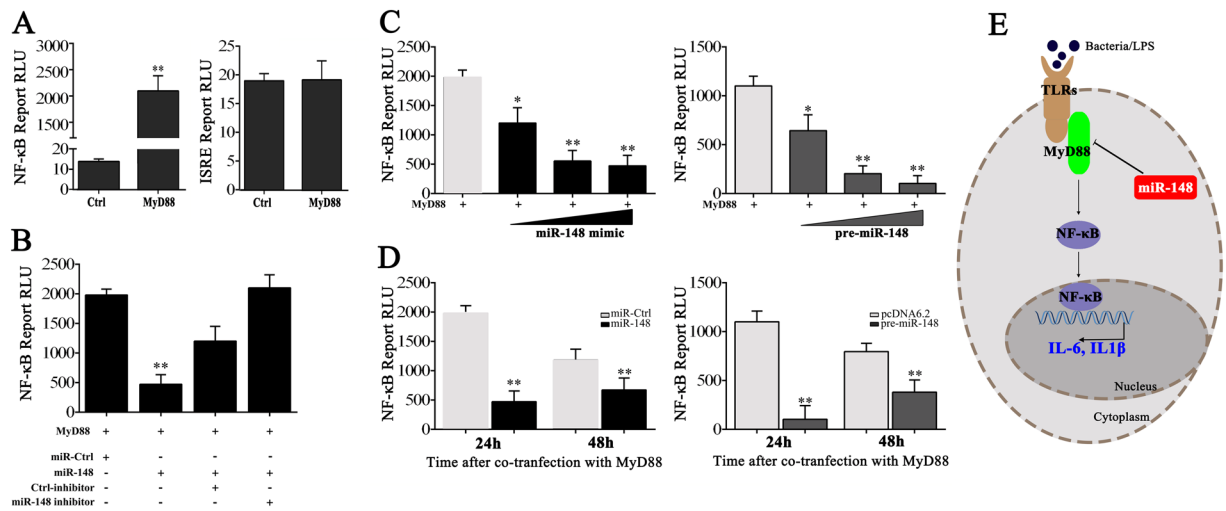 A
NF-κB Report RLU
3000
2500
2000
1500
1000
20
10
0
**
Ctrl
MyD88
ISRE Report RLU
25
20
15
10
5
0
Ctrl
MyD88
B
NF-κB Report RLU
2500
2000
1500
1000
500
0
**
MyD88 + + + +
miR-Ctrl + - - -
miR-148 - + + +
Ctrl-inhibitor - - + -
miR-148 inhibitor - - - +
C
NF-κB Report RLU
2500
2000
1500
1000
500
0
*
**
**
MyD88 + + + +
miR-148 mimic
NF-κB Report RLU
1500
1000
500
0
*
**
**
MyD88 + + + +
pre-miR-148
D
NF-κB Report RLU
2500
2000
1500
1000
500
0
miR-Ctrl
miR-148
**
**
24h
48h
Time after co-tranfection with MyD88
NF-κB Report RLU
1500
1000
500
0
pcDNA6.2
pre-miR-148
**
**
24h
48h
Time after co-tranfection with MyD88
E
Bacteria/LPS
TLRs
MyD88
miR-148
NF-κB
NF-κB
IL-6, IL1β
Nucleus
Cytoplasm